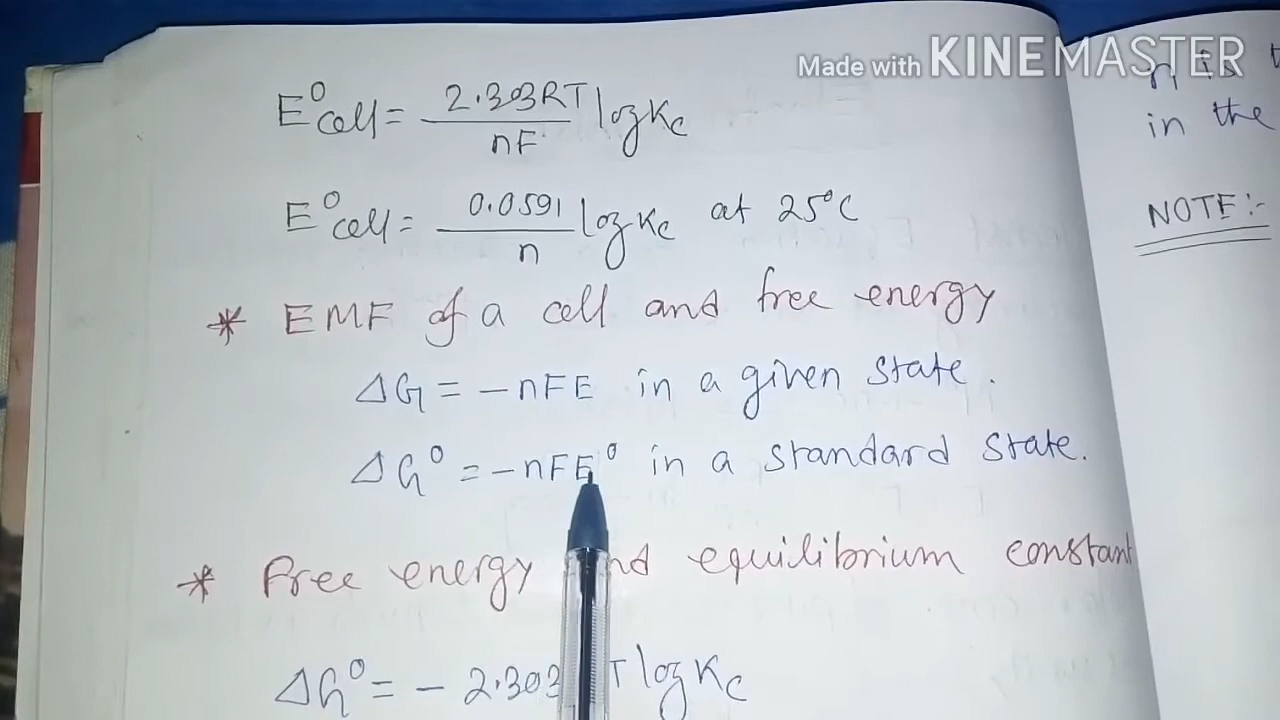 Made with KINEMASTER
E°cell = 2.303RT/nF log Kc
E°cell = 0.0591/n log Kc at 25°C
* EMF of a cell and free energy
ΔG = -nFE in a given state.
ΔG° = -nFE° in a standard state.
* Free energy and equilibrium constant
ΔG° = - 2.303 T log Kc
n is
in the
NOTE:-